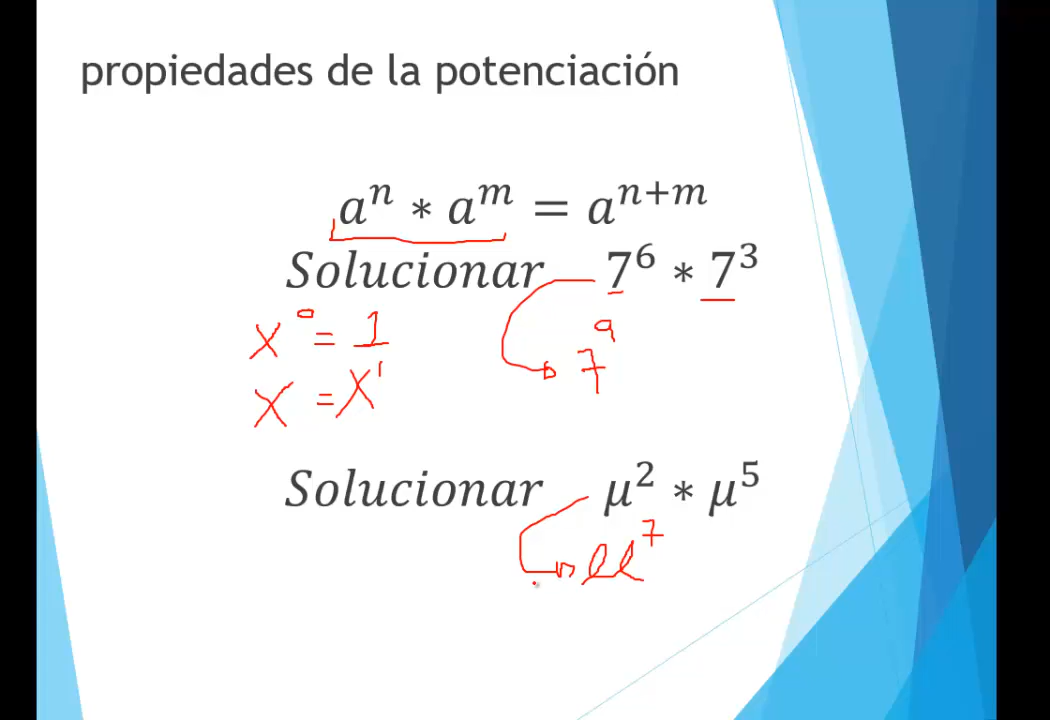 propiedades de la potenciación
aⁿ * aᵐ = aⁿ⁺ᵐ
Solucionar 7⁶ * 7³
x⁰ = 1
7⁹
x = x¹
Solucionar μ² * μ⁵
μ⁷